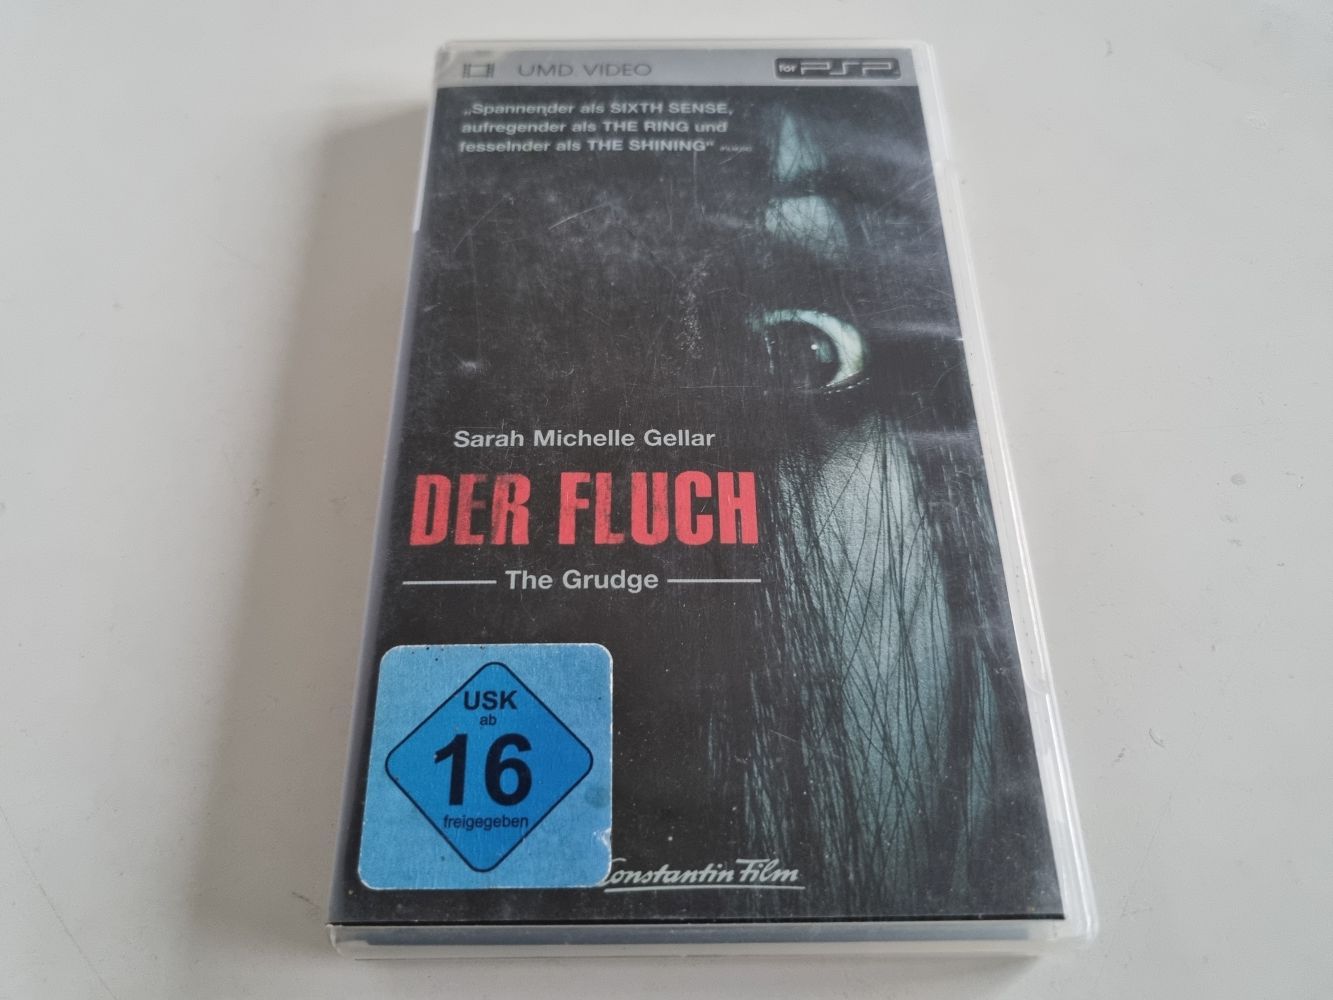 UMD VIDEO
for PSP
„Spannender als SIXTH SENSE,
aufregender als THE RING und
fesselnder als THE SHINING“
Sarah Michelle Gellar
DER FLUCH
The Grudge
USK
ab
16
freigegeben
Constantin Film